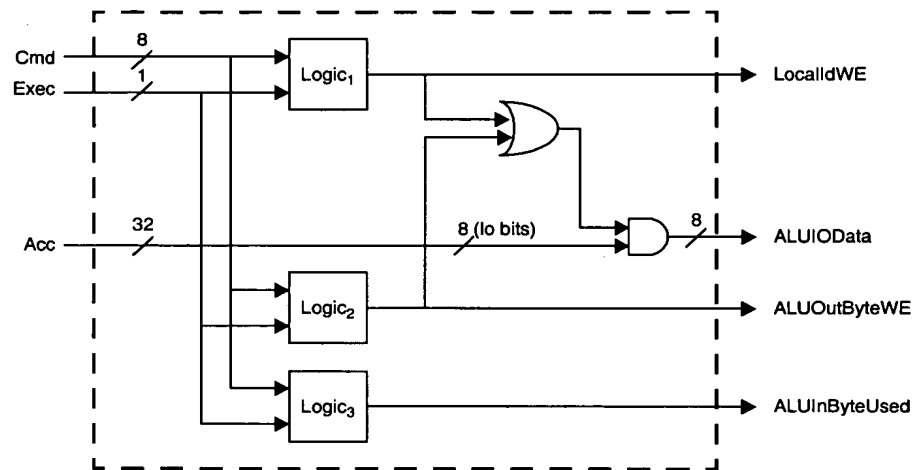 Cmd
8
Exec
1
Logic₁
LocalIdWE
Acc
32
8 (lo bits)
8
ALUIOData
Logic₂
ALUOutByteWE
Logic₃
ALUInByteUsed